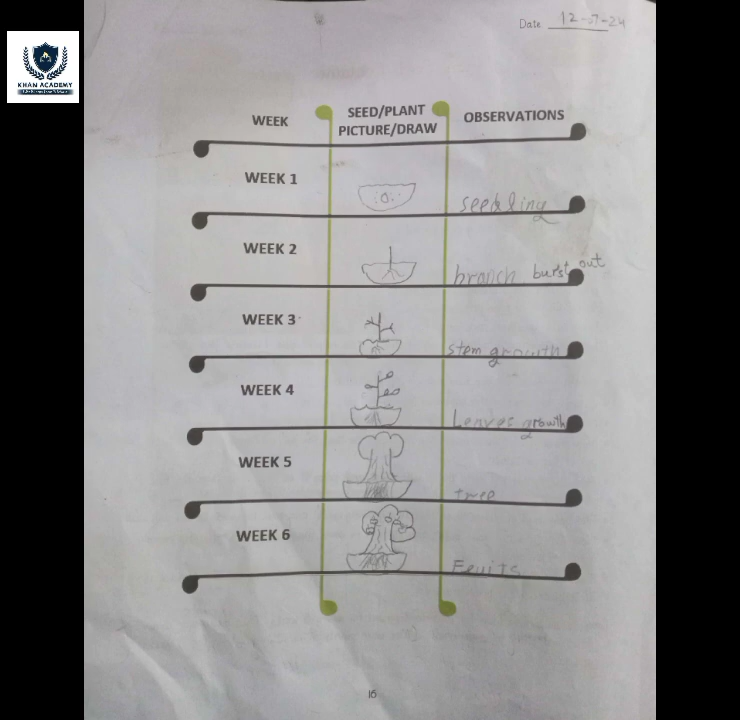 Date 12-07-24
KHAN ACADEMY
WEEK
SEED/PLANT
PICTURE/DRAW
OBSERVATIONS
WEEK 1
seedling
WEEK 2
branch burst out
WEEK 3
stem growth
WEEK 4
Leaves growth
WEEK 5
tree
WEEK 6
Fruits
16